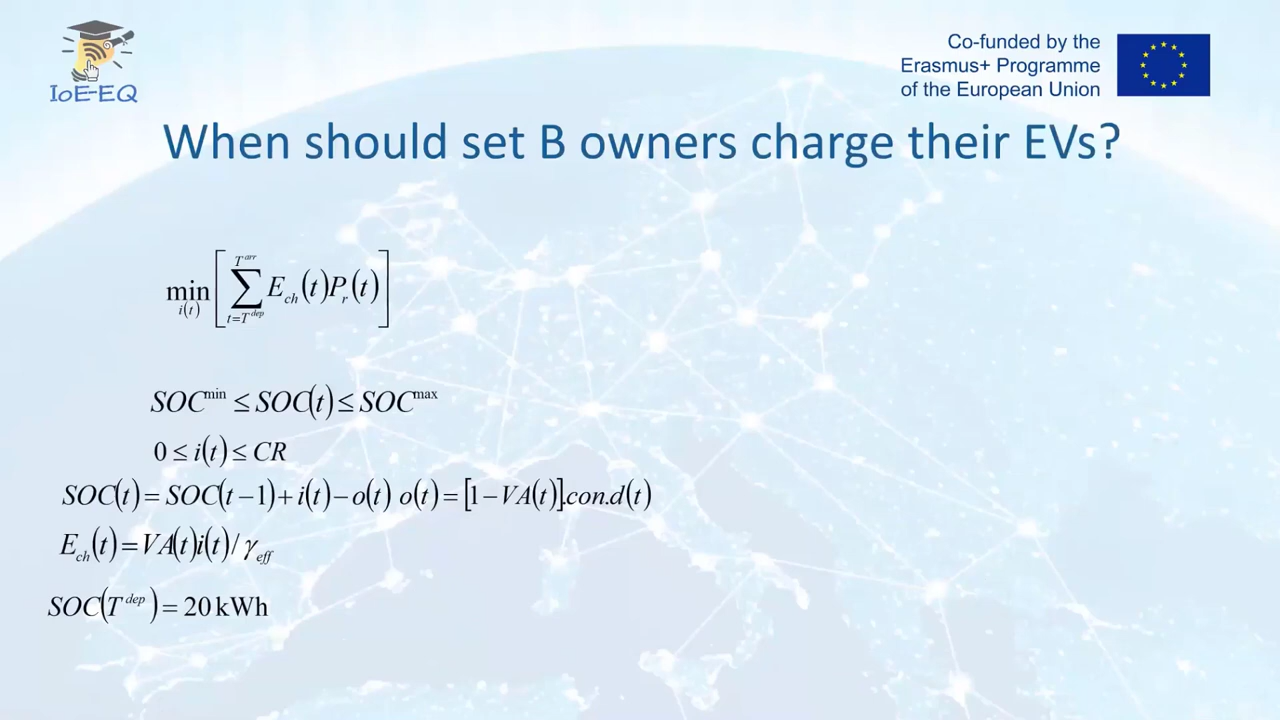 IoE-EQ
Co-funded by the
Erasmus+ Programme
of the European Union
When should set B owners charge their EVs?
min_{i(t)} [ ∑_{t=T^{dep}}^{T^{arr}} E_{ch}(t)P_r(t) ]
SOC^{min} ≤ SOC(t) ≤ SOC^{max}
0 ≤ i(t) ≤ CR
SOC(t) = SOC(t −1)+ i(t) − o(t) o(t) = [1 − VA(t)].con.d(t)
E_{ch}(t) = VA(t)i(t) / γ_{eff}
SOC(T^{dep}) = 20 kWh